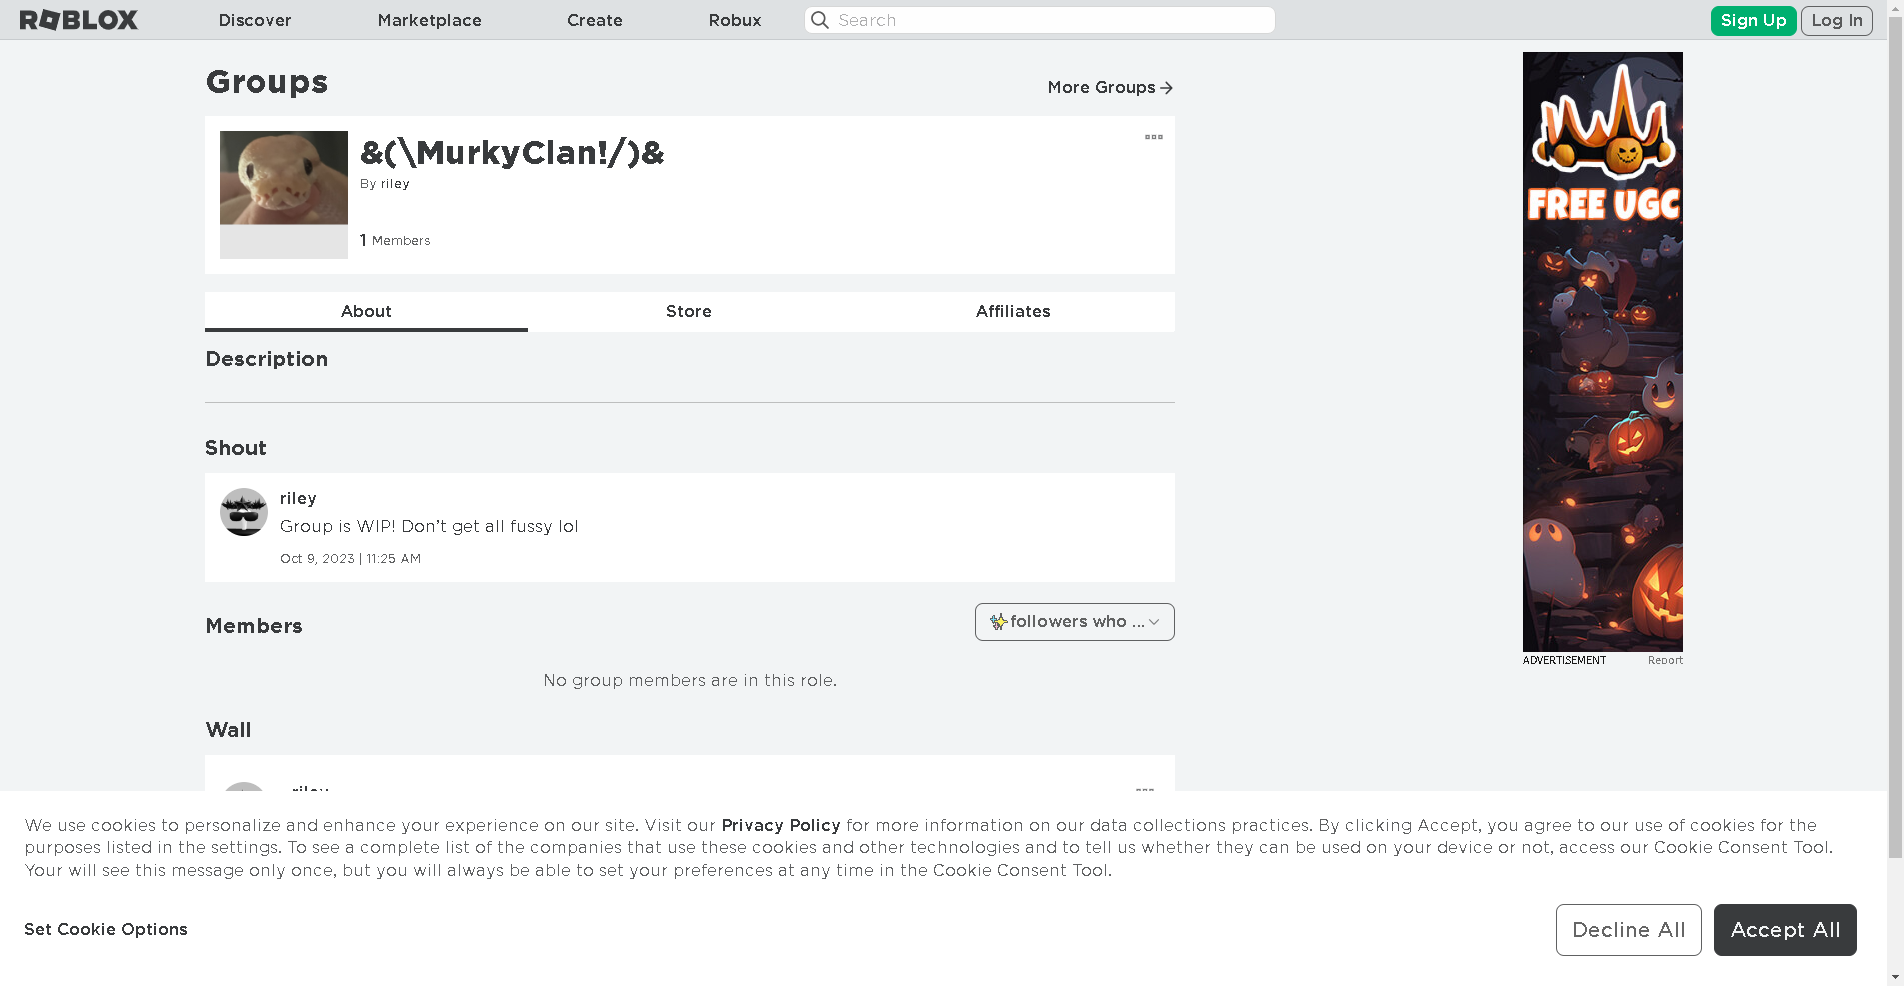 ROBLOX
Discover
Marketplace
Create
Robux
Search
Sign Up
Log In
Groups
More Groups
&(\MurkyClan!/)&
By riley
1 Members
About
Store
Affiliates
Description
Shout
riley
Group is WIP! Don't get all fussy lol
Oct 9, 2023 | 11:25 AM
Members
✨followers who ...
No group members are in this role.
Wall
riley
FREE UGC
ADVERTISEMENT
Report
We use cookies to personalize and enhance your experience on our site. Visit our Privacy Policy for more information on our data collections practices. By clicking Accept, you agree to our use of cookies for the
purposes listed in the settings. To see a complete list of the companies that use these cookies and other technologies and to tell us whether they can be used on your device or not, access our Cookie Consent Tool.
Your will see this message only once, but you will always be able to set your preferences at any time in the Cookie Consent Tool.
Set Cookie Options
Decline All
Accept All